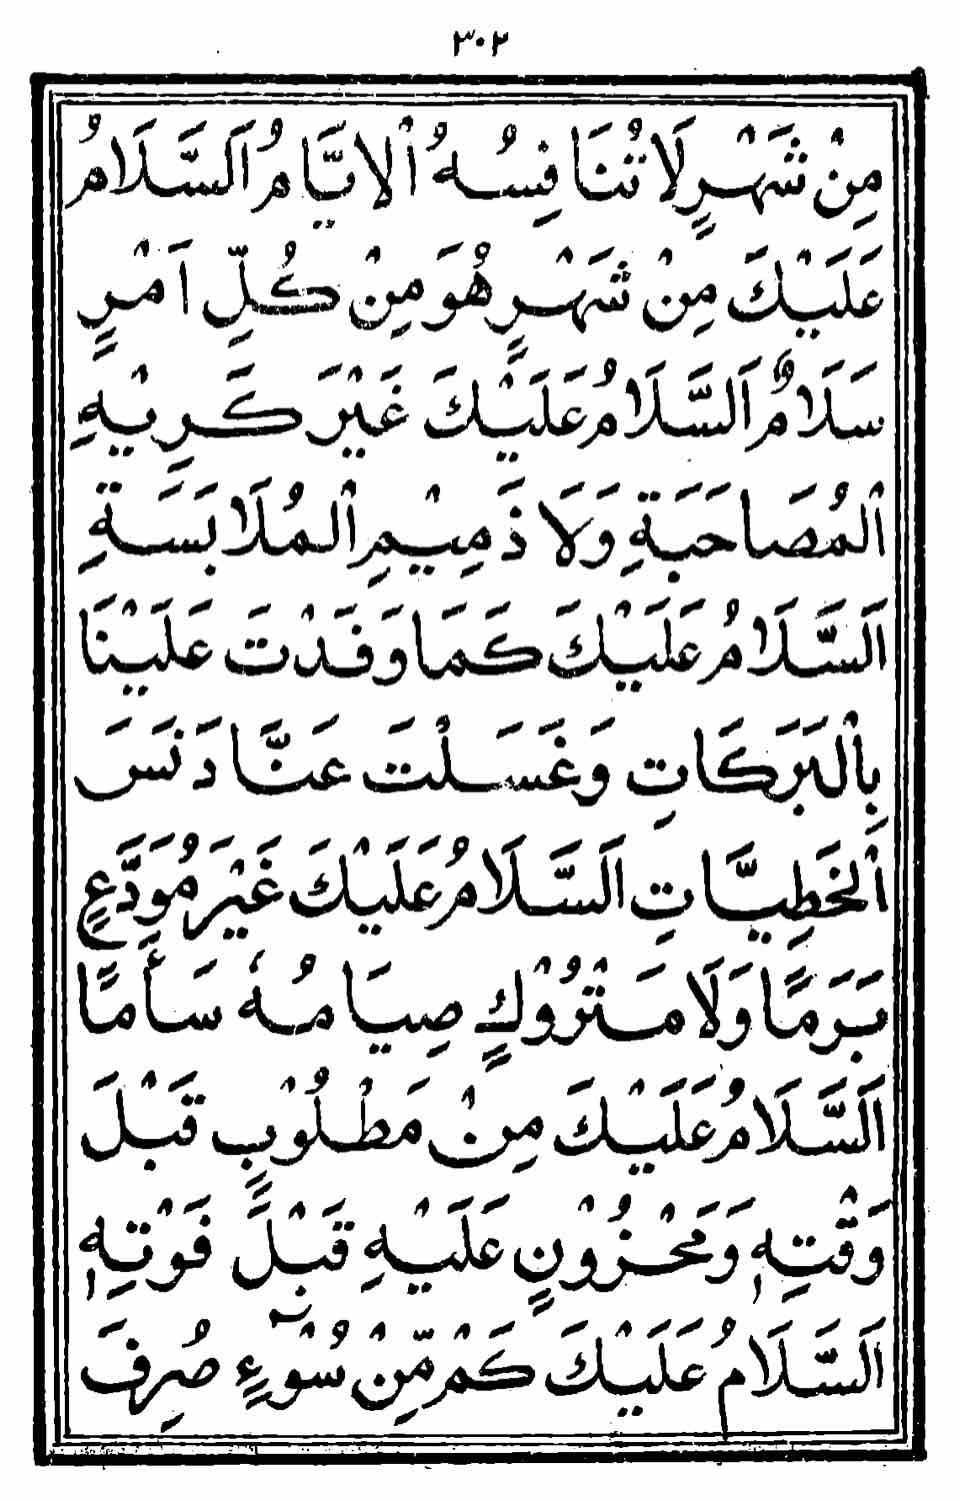 ٣٠٢
مِنْ شَهْرٍ لَا تُنَافِسُهُ الْاَيَّامُ اَلسَّلَامُ
عَلَيْكَ مِنْ شَهْرٍ هُوَ مِنْ كُلِّ اَمْرٍ
سَلَامٌ اَلسَّلَامُ عَلَيْكَ غَيْرَ كَرِيْهِ
الْمُصَاحَبَةِ وَلَا ذَمِيْمِ الْمُلَابَسَةِ
اَلسَّلَامُ عَلَيْكَ كَمَا وَفَدْتَ عَلَيْنَا
بِالْبَرَكَاتِ وَغَسَلْتَ عَنَّا دَنَسَ
الْخَطِيَّاتِ اَلسَّلَامُ عَلَيْكَ غَيْرَ مُوَدَّعٍ
بَرَمًا وَلَا مَتْرُوْكٍ صِيَامُهُ سَأَمًا
اَلسَّلَامُ عَلَيْكَ مِنْ مَطْلُوْبٍ قَبْلَ
وَقْتِهٖ وَمَحْزُوْنٍ عَلَيْهِ قَبْلَ فَوْتِهٖ
اَلسَّلَامُ عَلَيْكَ كَمْ مِّنْ سُوْٓءٍ صُرِفَ